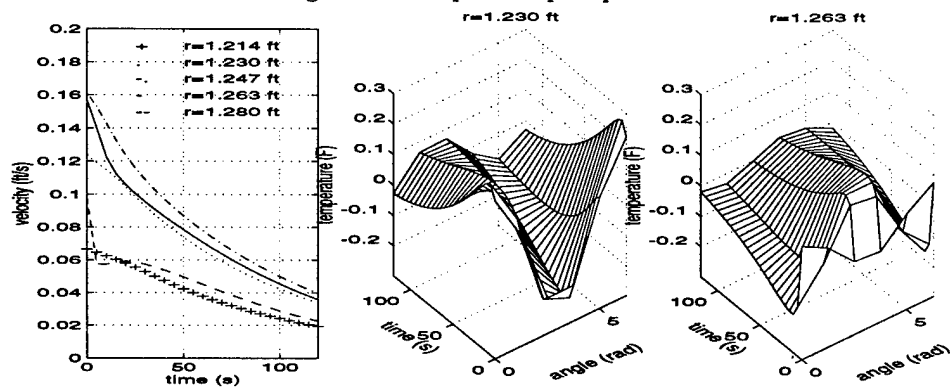 r=1.230 ft
r=1.263 ft
0.2
0.18
0.16
0.14
0.12
0.1
0.08
0.06
0.04
0.02
0
velocity (ft/s)
r=1.214 ft
r=1.230 ft
r=1.247 ft
r=1.263 ft
r=1.280 ft
0 50 100
time (s)
0.3
0.2
0.1
0
-0.1
-0.2
temperature (F)
100
50
0
time (s)
0
5
angle (rad)
0.3
0.2
0.1
0
-0.1
-0.2
temperature (F)
100
50
0
time (s)
0
5
angle (rad)